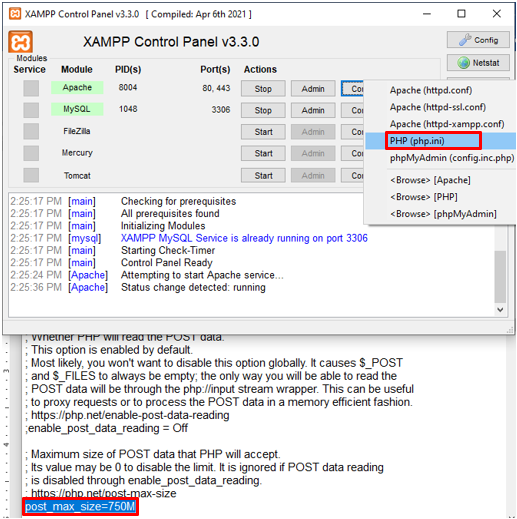 XAMPP Control Panel v3.3.0 [ Compiled: Apr 6th 2021 ]
XAMPP Control Panel v3.3.0
Config
Netstat
Modules
Service Module PID(s) Port(s) Actions
Apache 8004 80, 443 Stop Admin Co
MySQL 1048 3306 Stop Admin Co
FileZilla Start Admin Co
Mercury Start Admin Co
Tomcat Start Admin Co
Apache (httpd.conf)
Apache (httpd-ssl.conf)
Apache (httpd-xampp.conf)
PHP (php.ini)
phpMyAdmin (config.inc.php)
<Browse> [Apache]
<Browse> [PHP]
<Browse> [phpMyAdmin]
2:25:17 PM [main] Checking for prerequisites
2:25:17 PM [main] All prerequisites found
2:25:17 PM [main] Initializing Modules
2:25:17 PM [mysql] XAMPP MySQL Service is already running on port 3306
2:25:17 PM [main] Starting Check-Timer
2:25:17 PM [main] Control Panel Ready
2:25:24 PM [Apache] Attempting to start Apache service...
2:25:36 PM [Apache] Status change detected: running
; Whether PHP will read the POST data.
; This option is enabled by default.
; Most likely, you won't want to disable this option globally. It causes $_POST
; and $_FILES to always be empty; the only way you will be able to read the
; POST data will be through the php://input stream wrapper. This can be useful
; to proxy requests or to process the POST data in a memory efficient fashion.
; https://php.net/enable-post-data-reading
;enable_post_data_reading = Off
; Maximum size of POST data that PHP will accept.
; Its value may be 0 to disable the limit. It is ignored if POST data reading
; is disabled through enable_post_data_reading.
; https://php.net/post-max-size
post_max_size=750M